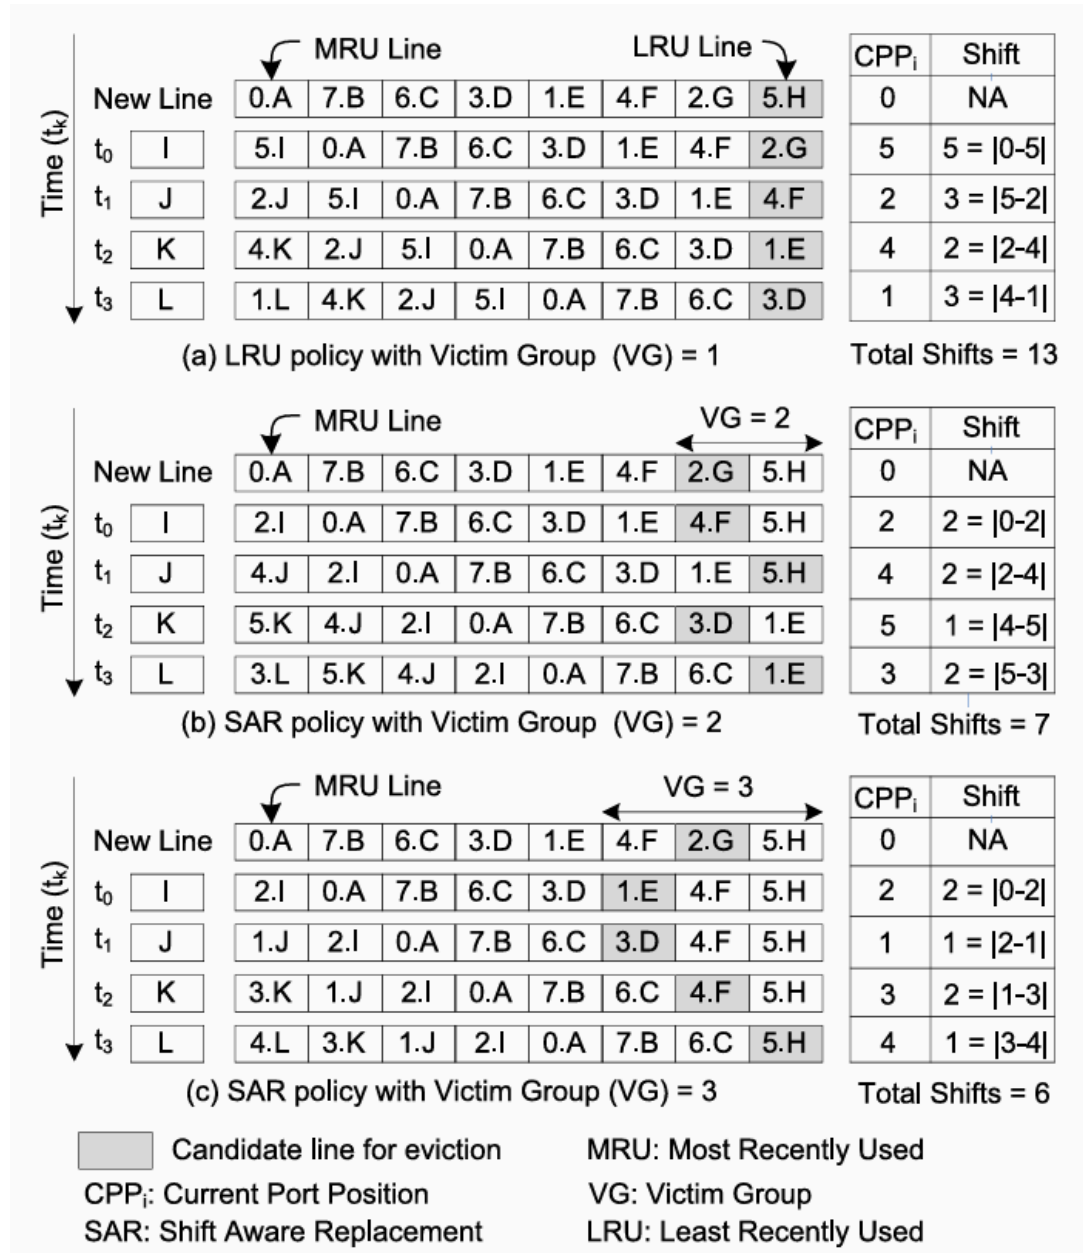 MRU Line LRU Line CPPi Shift
New Line 0.A 7.B 6.C 3.D 1.E 4.F 2.G 5.H 0 NA
t0 I 5.I 0.A 7.B 6.C 3.D 1.E 4.F 2.G 5 5 = |0-5|
t1 J 2.J 5.I 0.A 7.B 6.C 3.D 1.E 4.F 2 3 = |5-2|
t2 K 4.K 2.J 5.I 0.A 7.B 6.C 3.D 1.E 4 2 = |2-4|
t3 L 1.L 4.K 2.J 5.I 0.A 7.B 6.C 3.D 1 3 = |4-1|
Time (tk)
(a) LRU policy with Victim Group (VG) = 1 Total Shifts = 13
MRU Line VG = 2 CPPi Shift
New Line 0.A 7.B 6.C 3.D 1.E 4.F 2.G 5.H 0 NA
t0 I 2.I 0.A 7.B 6.C 3.D 1.E 4.F 5.H 2 2 = |0-2|
t1 J 4.J 2.I 0.A 7.B 6.C 3.D 1.E 5.H 4 2 = |2-4|
t2 K 5.K 4.J 2.I 0.A 7.B 6.C 3.D 1.E 5 1 = |4-5|
t3 L 3.L 5.K 4.J 2.I 0.A 7.B 6.C 1.E 3 2 = |5-3|
Time (tk)
(b) SAR policy with Victim Group (VG) = 2 Total Shifts = 7
MRU Line VG = 3 CPPi Shift
New Line 0.A 7.B 6.C 3.D 1.E 4.F 2.G 5.H 0 NA
t0 I 2.I 0.A 7.B 6.C 3.D 1.E 4.F 5.H 2 2 = |0-2|
t1 J 1.J 2.I 0.A 7.B 6.C 3.D 4.F 5.H 1 1 = |2-1|
t2 K 3.K 1.J 2.I 0.A 7.B 6.C 4.F 5.H 3 2 = |1-3|
t3 L 4.L 3.K 1.J 2.I 0.A 7.B 6.C 5.H 4 1 = |3-4|
Time (tk)
(c) SAR policy with Victim Group (VG) = 3 Total Shifts = 6
Candidate line for eviction MRU: Most Recently Used
CPPi: Current Port Position VG: Victim Group
SAR: Shift Aware Replacement LRU: Least Recently Used